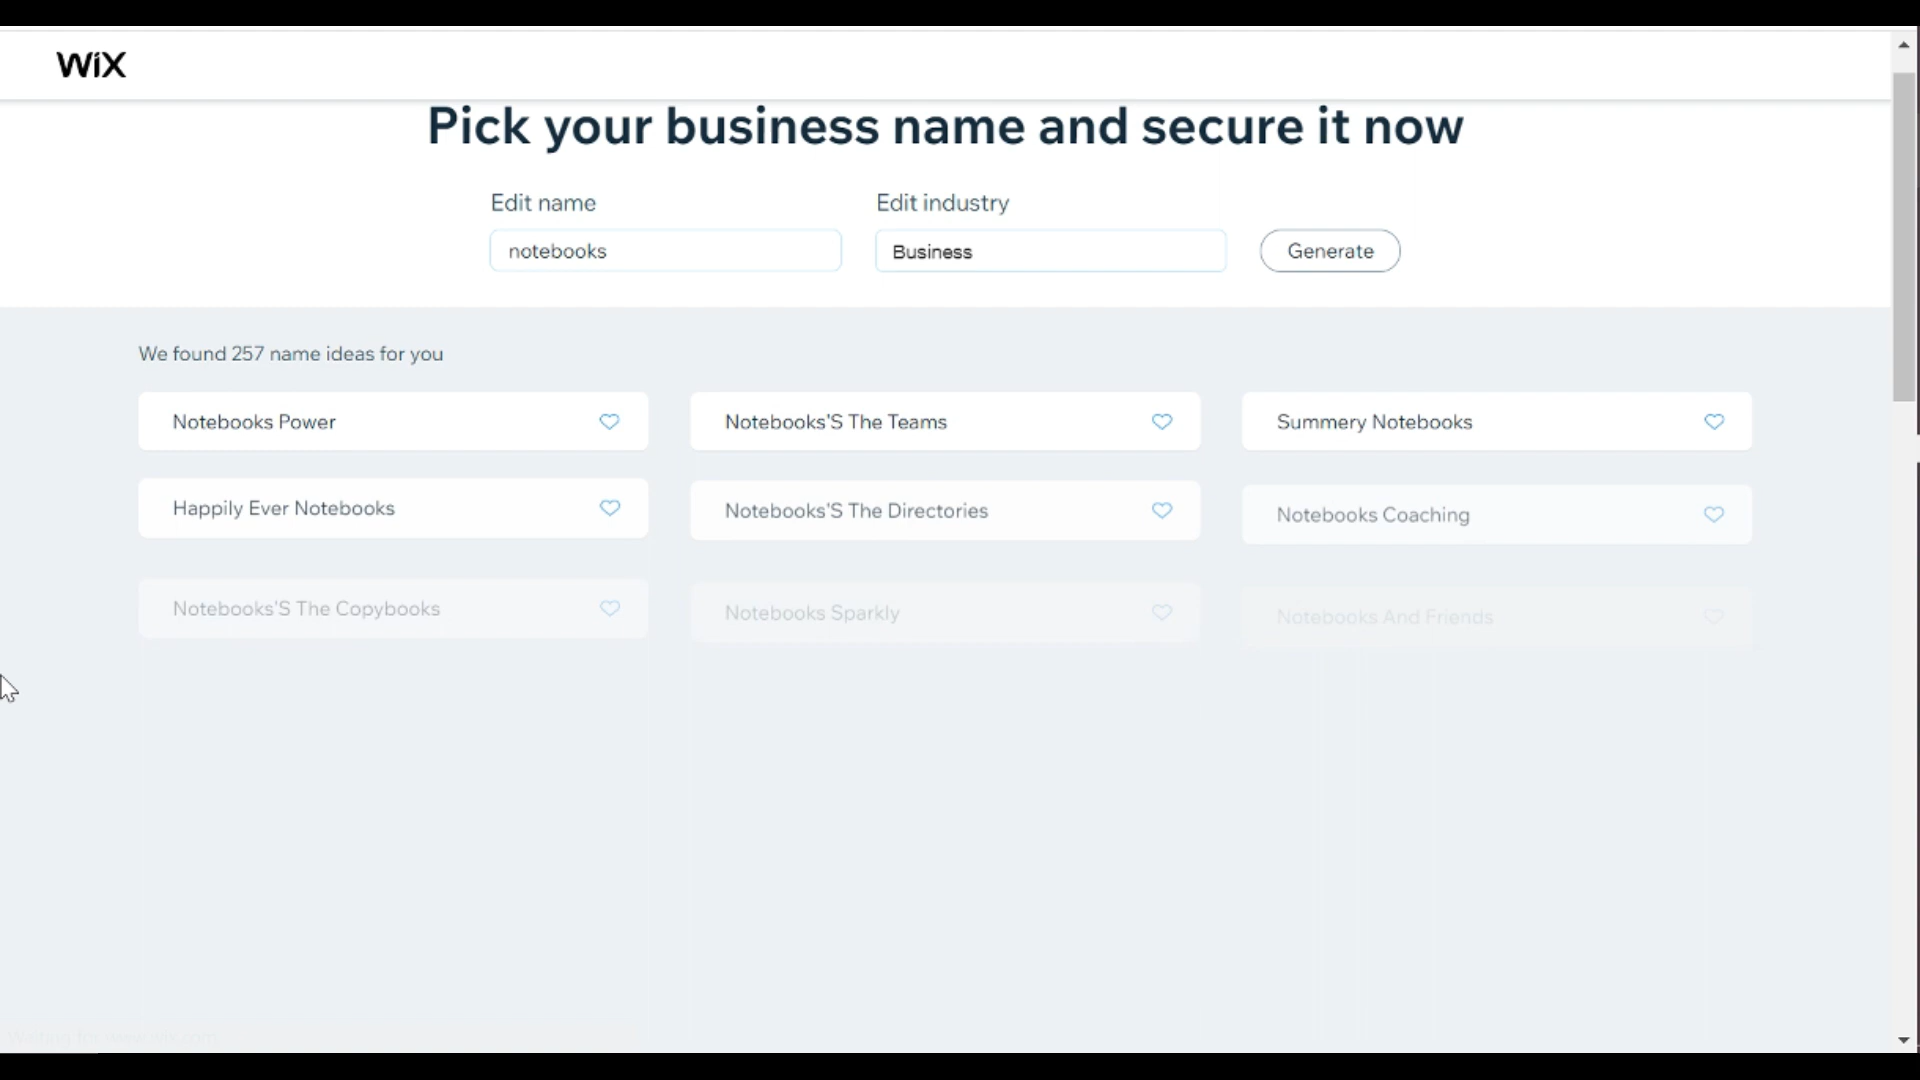 WiX
Pick your business name and secure it now
Edit name
Edit industry
notebooks
Business
Generate
We found 257 name ideas for you
Notebooks Power
Notebooks'S The Teams
Summery Notebooks
Happily Ever Notebooks
Notebooks'S The Directories
Notebooks Coaching
Notebooks'S The Copybooks
Notebooks Sparkly
Notebooks And Friends